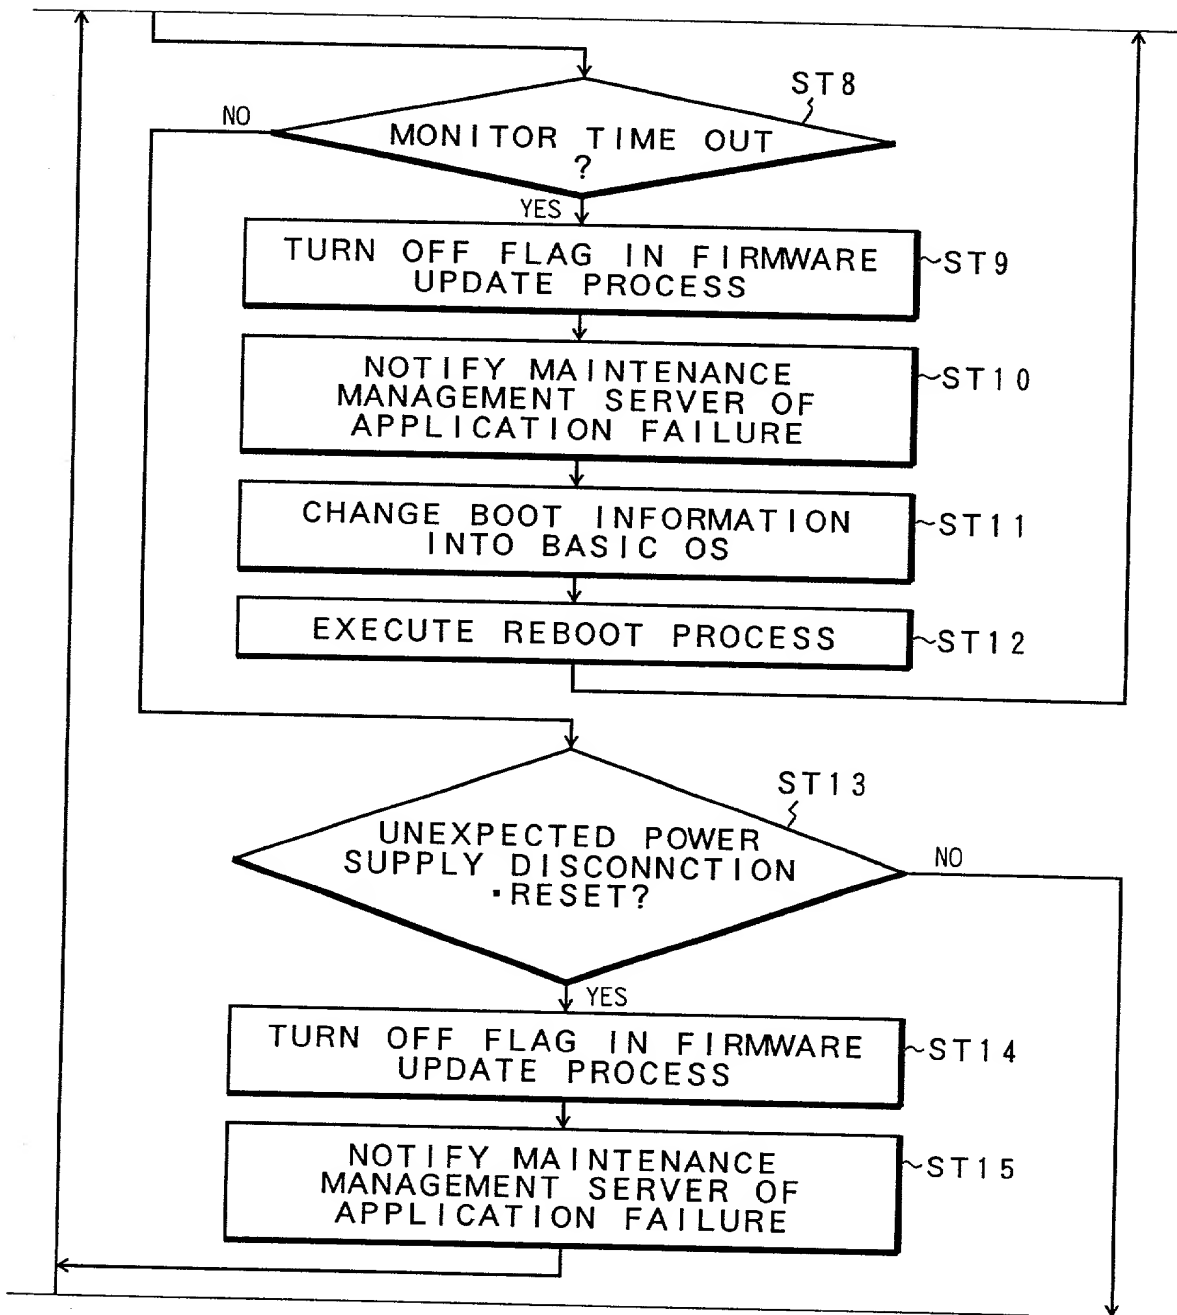 ST8
NO
MONITOR TIME OUT
?
YES
TURN OFF FLAG IN FIRMWARE
UPDATE PROCESS
ST9
NOTIFY MAINTENANCE
MANAGEMENT SERVER OF
APPLICATION FAILURE
ST10
CHANGE BOOT INFORMATION
INTO BASIC OS
ST11
EXECUTE REBOOT PROCESS
ST12
ST13
UNEXPECTED POWER
SUPPLY DISCONNCTION
・RESET?
NO
YES
TURN OFF FLAG IN FIRMWARE
UPDATE PROCESS
ST14
NOTIFY MAINTENANCE
MANAGEMENT SERVER OF
APPLICATION FAILURE
ST15